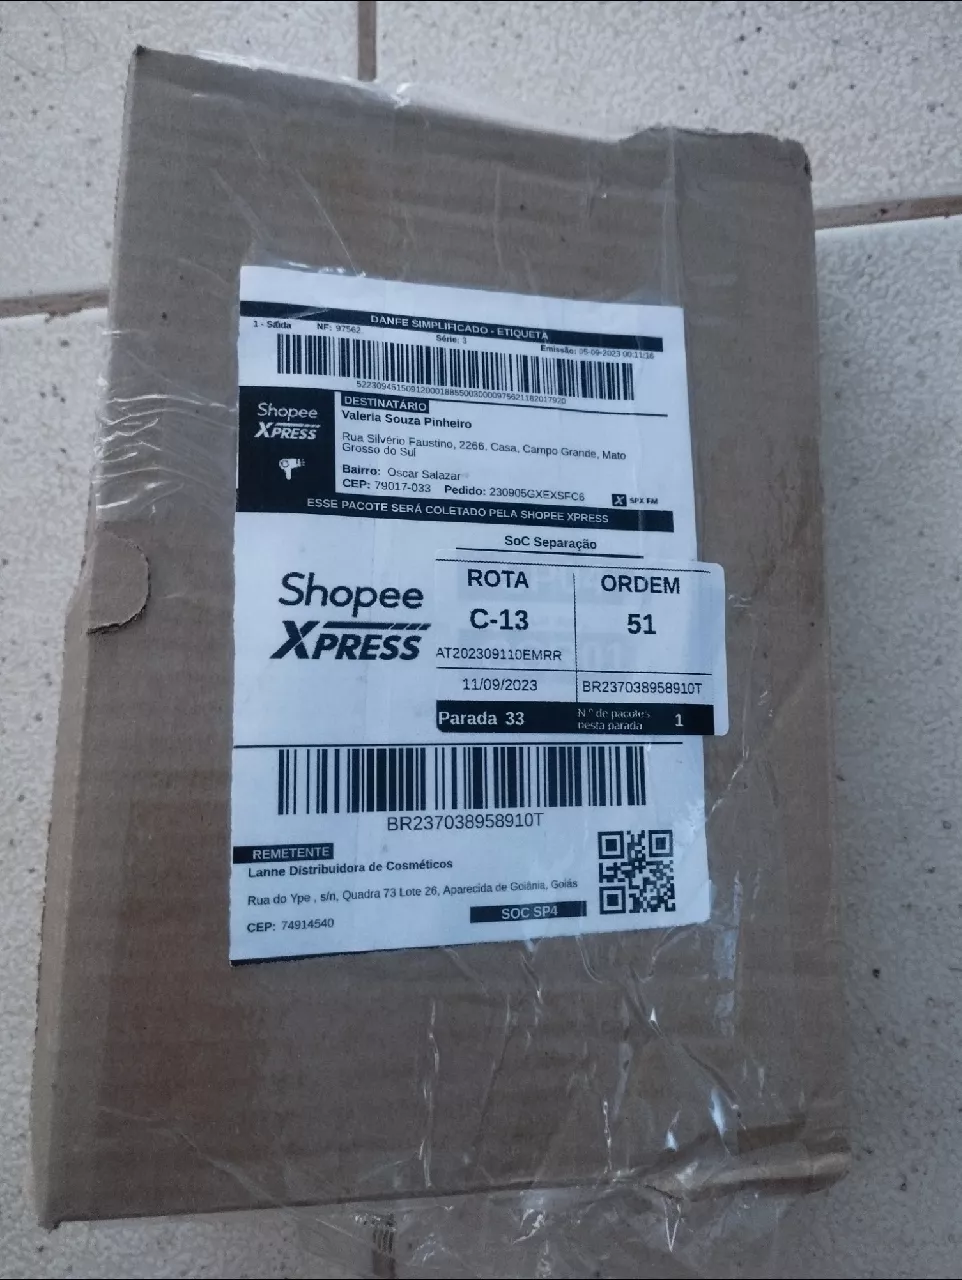 DANFE SIMPLIFICADO - ETIQUETA
1 - Saída NF: 97562 Série: 3 Emissão: 05-09-2023 00:11:16
Shopee
XPRESS
DESTINATÁRIO
Valeria Souza Pinheiro
Rua Silvério Faustino, 2266, Casa, Campo Grande, Mato
Grosso do Sul
Bairro: Oscar Salazar
CEP: 79017-033 Pedido: 230905GXEXSFC6
SPX FM
ESSE PACOTE SERÁ COLETADO PELA SHOPEE XPRESS
SoC Separação
Shopee
XPRESS
ROTA ORDEM
C-13 51
AT202309110EMRR
11/09/2023 BR237038958910T
Parada 33 N° de pacotes
nesta parada 1
BR237038958910T
REMETENTE
Lanne Distribuidora de Cosméticos
Rua do Ype , s/n, Quadra 73 Lote 26, Aparecida de Goiânia, Goiás
CEP: 74914540
SOC SP4